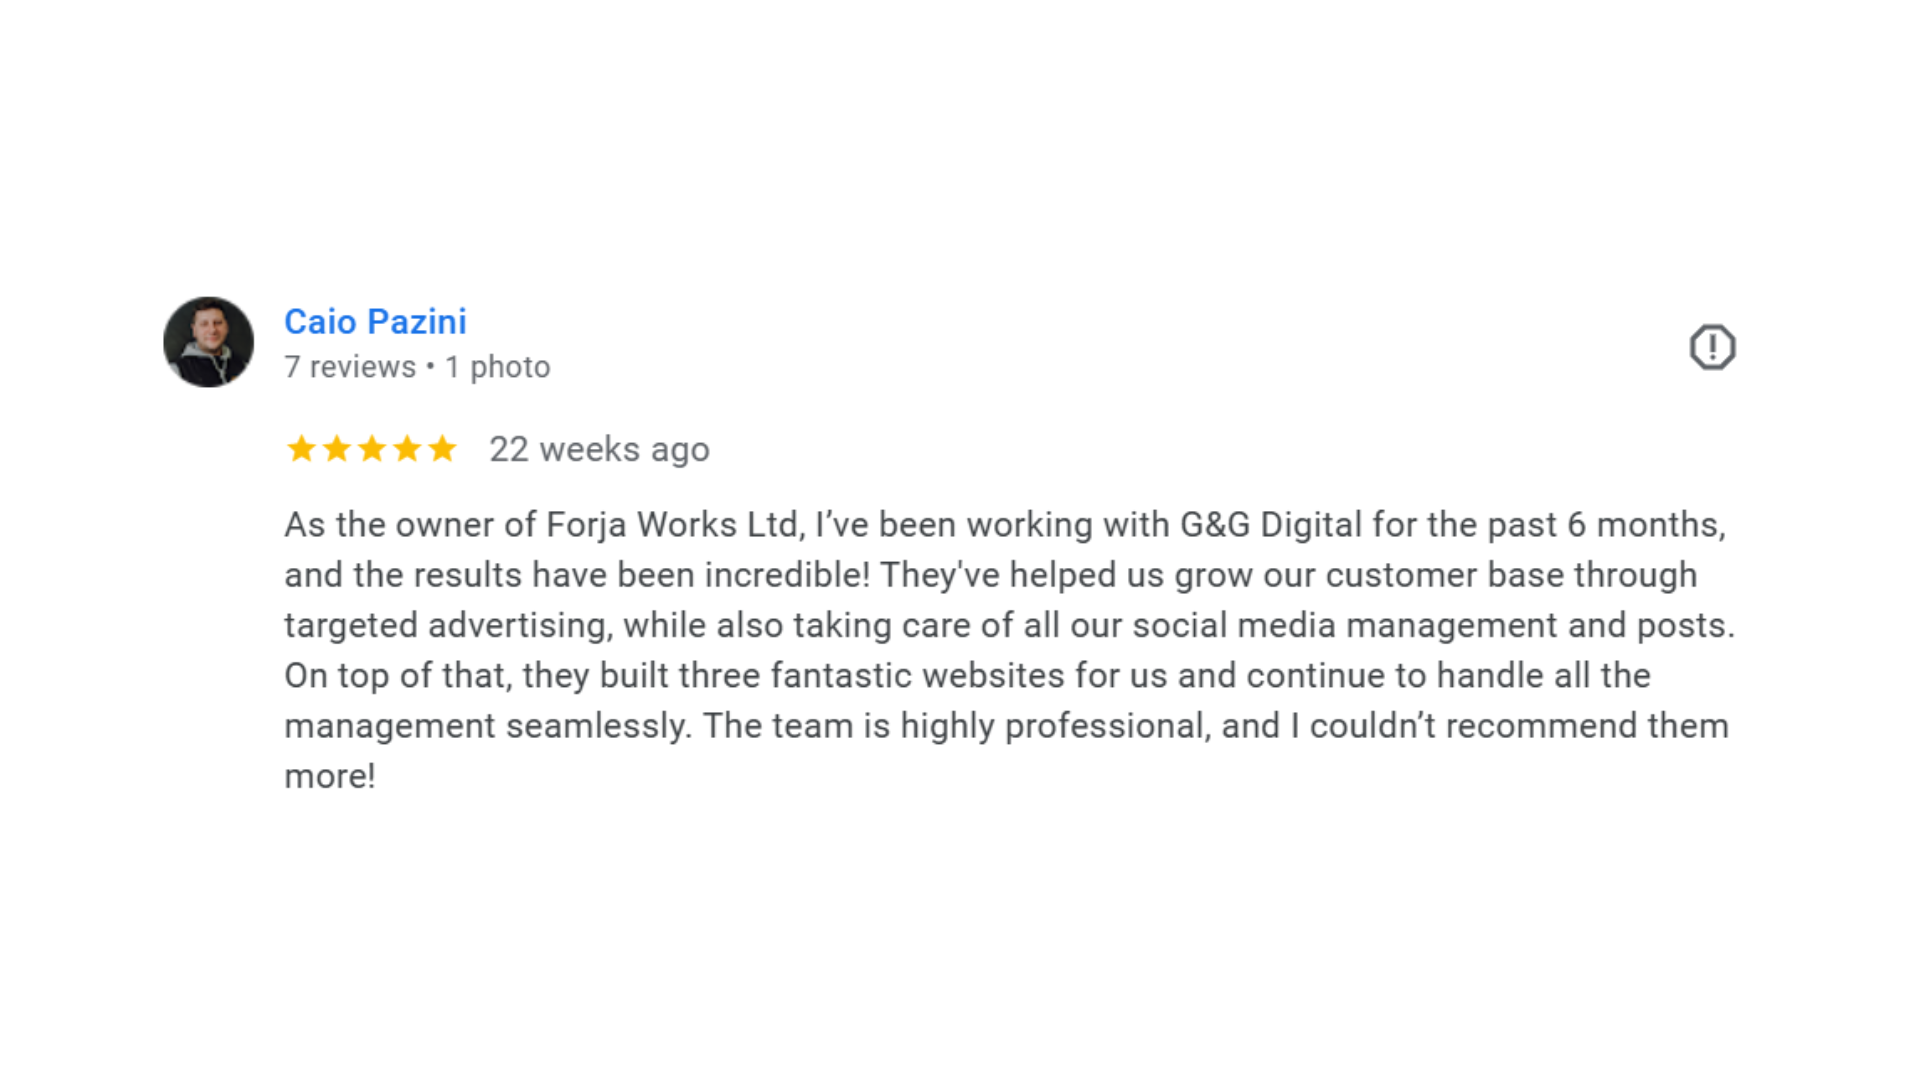 Caio Pazini
7 reviews • 1 photo
22 weeks ago
As the owner of Forja Works Ltd, I’ve been working with G&G Digital for the past 6 months,
and the results have been incredible! They've helped us grow our customer base through
targeted advertising, while also taking care of all our social media management and posts.
On top of that, they built three fantastic websites for us and continue to handle all the
management seamlessly. The team is highly professional, and I couldn’t recommend them
more!